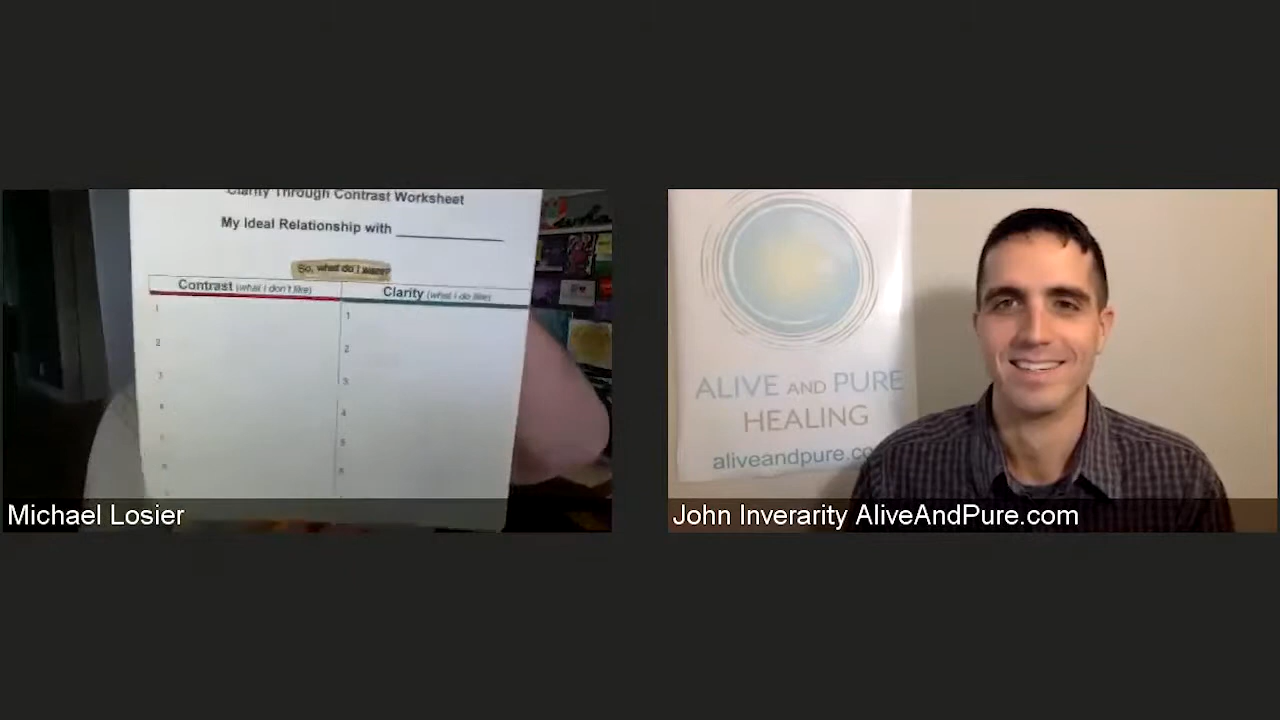 Clarity Through Contrast Worksheet
My Ideal Relationship with ____________
So, what do I want?
Contrast (what I don't like)
Clarity (what I do like)
1
2
3
4
1
2
3
4
5
6
Michael Losier
ALIVE AND PURE
HEALING
aliveandpure.co
John Inverarity AliveAndPure.com